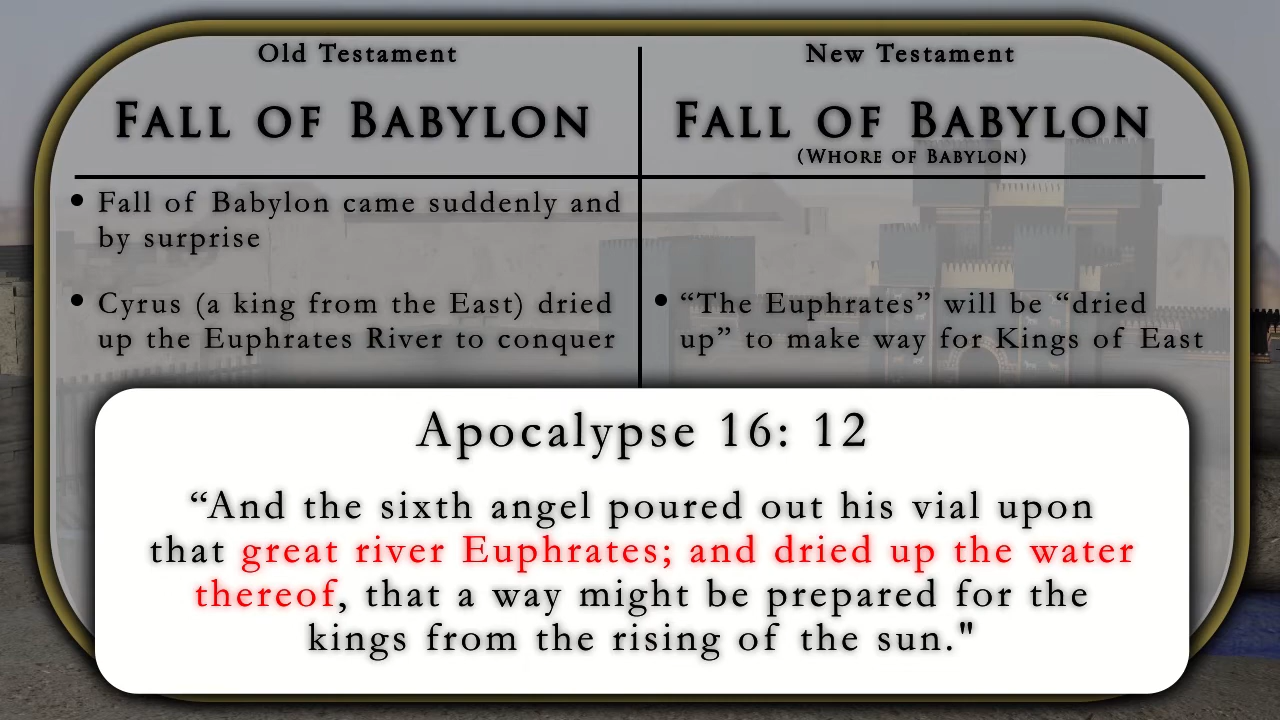 Old Testament
Fall of Babylon
• Fall of Babylon came suddenly and
by surprise
• Cyrus (a king from the East) dried
up the Euphrates River to conquer
New Testament
Fall of Babylon
(Whore of Babylon)
• “The Euphrates” will be “dried
up” to make way for Kings of East
Apocalypse 16: 12
“And the sixth angel poured out his vial upon
that great river Euphrates; and dried up the water
thereof, that a way might be prepared for the
kings from the rising of the sun."